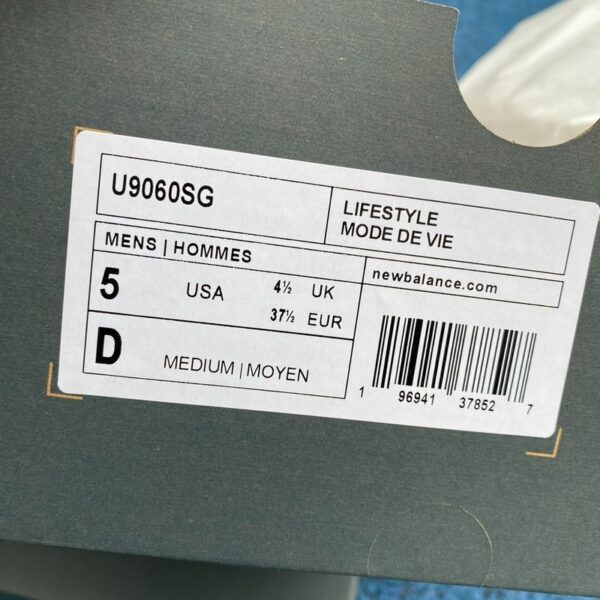 U9060SG
LIFESTYLE
MODE DE VIE
MENS | HOMMES
5 USA 4½ UK
37½ EUR
D MEDIUM | MOYEN
newbalance.com
1 96941 37852 7